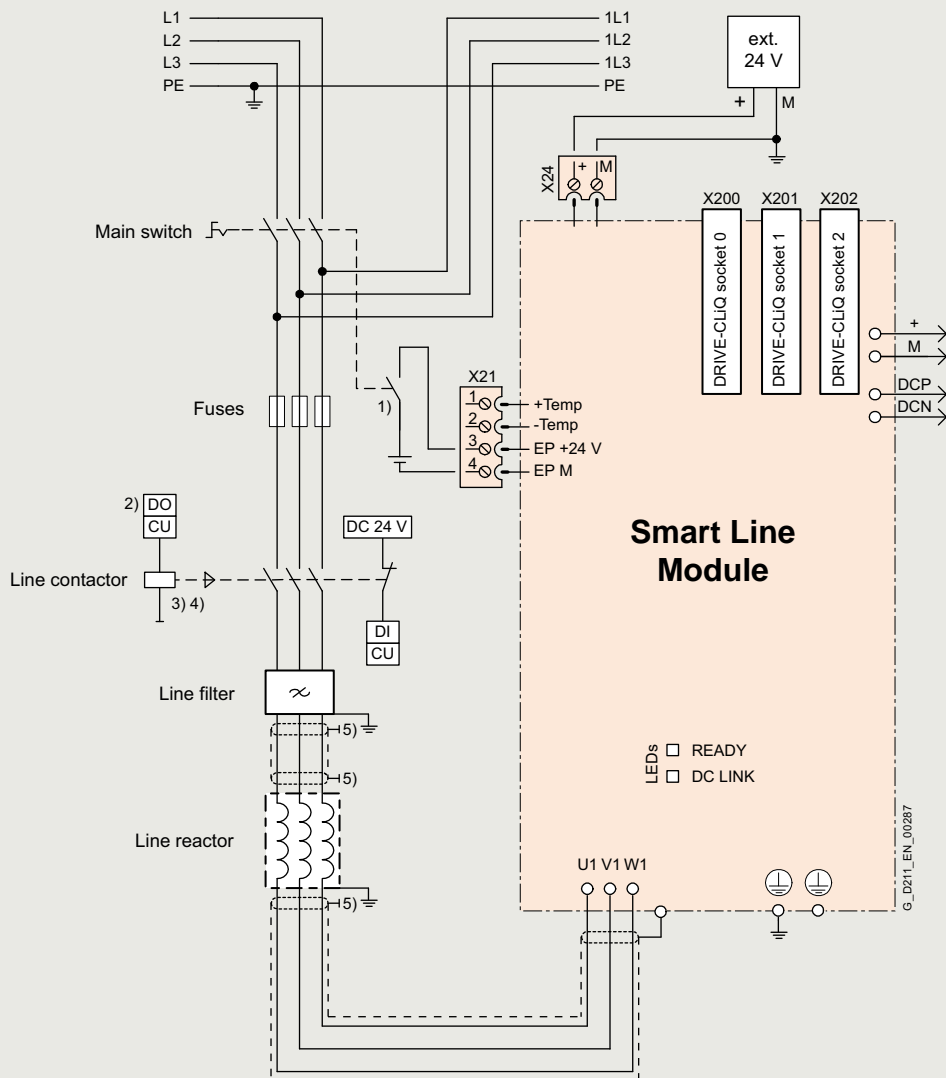 L1
L2
L3
PE
1L1
1L2
1L3
PE
ext.
24 V
+
M
X24
+
M
X200
X201
X202
DRIVE-CLiQ socket 0
DRIVE-CLiQ socket 1
DRIVE-CLiQ socket 2
Main switch
+
M
DCP
DCN
X21
1)
1
+Temp
2
-Temp
3
EP +24 V
4
EP M
Fuses
2)
DO
CU
DC 24 V
Smart Line
Module
Line contactor
3) 4)
DI
CU
Line filter
5)
5)
LEDs
READY
DC LINK
Line reactor
5)
U1 V1 W1
G_D211_EN_00287